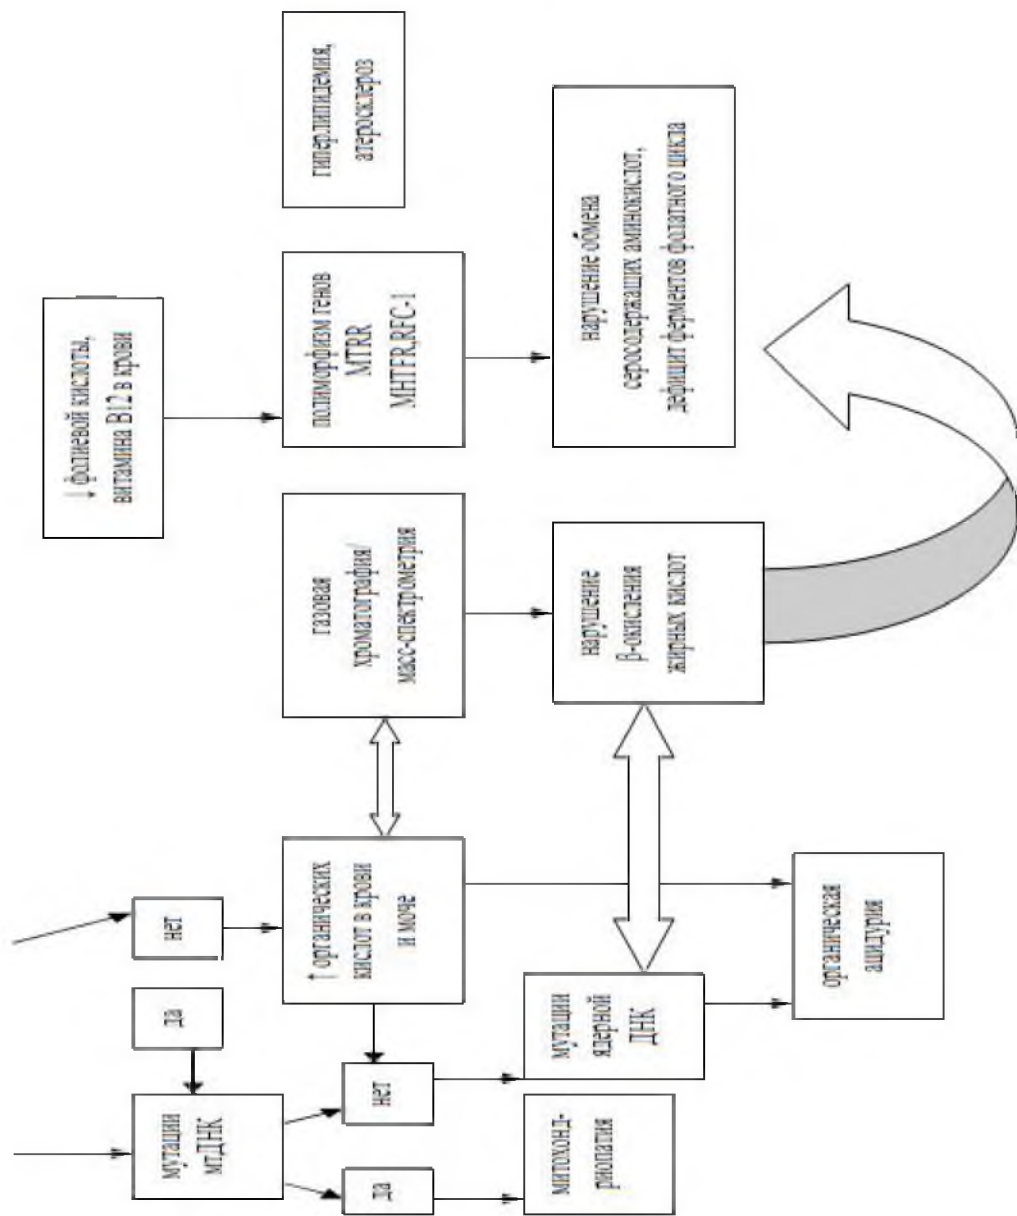 ↓ фолиевой кислоты,
витамина В12 в крови
нет
да
мутации
мтДНК
↑ органических
кислот в крови
и моче
газовая
хроматография/
масс-спектрометрия
полиморфизм генов
MTRR
MHTFR,RFC-1
гиперлипидемия,
атеросклероз
да
нет
митохонд-
риопатия
мутации
ядерной
ДНК
нарушение
β-окисления
жирных кислот
нарушение обмена
серосодержащих аминокислот,
дефицит ферментов фолатного цикла
органическая
ацидурия